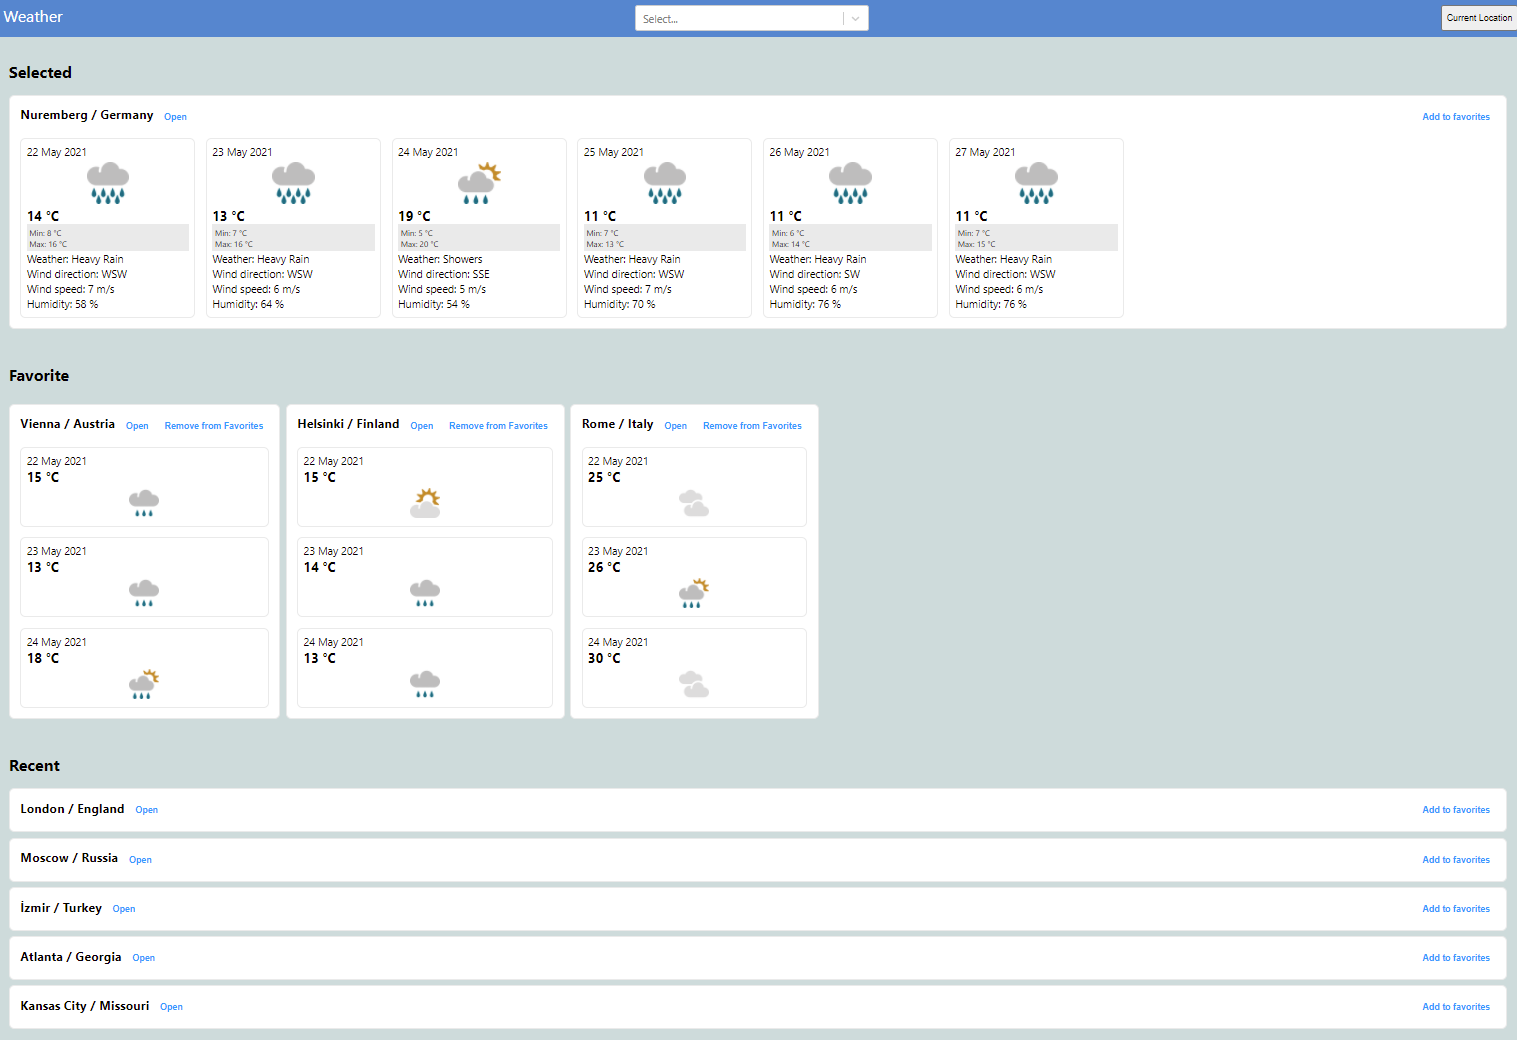 Weather
Select...
Current Location
Selected
Nuremberg / Germany Open Add to favorites
22 May 2021
14 °C
Min: 8 °C
Max: 16 °C
Weather: Heavy Rain
Wind direction: WSW
Wind speed: 7 m/s
Humidity: 58 %
23 May 2021
13 °C
Min: 7 °C
Max: 16 °C
Weather: Heavy Rain
Wind direction: WSW
Wind speed: 6 m/s
Humidity: 64 %
24 May 2021
19 °C
Min: 5 °C
Max: 20 °C
Weather: Showers
Wind direction: SSE
Wind speed: 5 m/s
Humidity: 54 %
25 May 2021
11 °C
Min: 7 °C
Max: 13 °C
Weather: Heavy Rain
Wind direction: WSW
Wind speed: 7 m/s
Humidity: 70 %
26 May 2021
11 °C
Min: 6 °C
Max: 14 °C
Weather: Heavy Rain
Wind direction: SW
Wind speed: 6 m/s
Humidity: 76 %
27 May 2021
11 °C
Min: 7 °C
Max: 15 °C
Weather: Heavy Rain
Wind direction: WSW
Wind speed: 6 m/s
Humidity: 76 %
Favorite
Vienna / Austria Open Remove from Favorites
22 May 2021
15 °C
23 May 2021
13 °C
24 May 2021
18 °C
Helsinki / Finland Open Remove from Favorites
22 May 2021
15 °C
23 May 2021
14 °C
24 May 2021
13 °C
Rome / Italy Open Remove from Favorites
22 May 2021
25 °C
23 May 2021
26 °C
24 May 2021
30 °C
Recent
London / England Open Add to favorites
Moscow / Russia Open Add to favorites
İzmir / Turkey Open Add to favorites
Atlanta / Georgia Open Add to favorites
Kansas City / Missouri Open Add to favorites